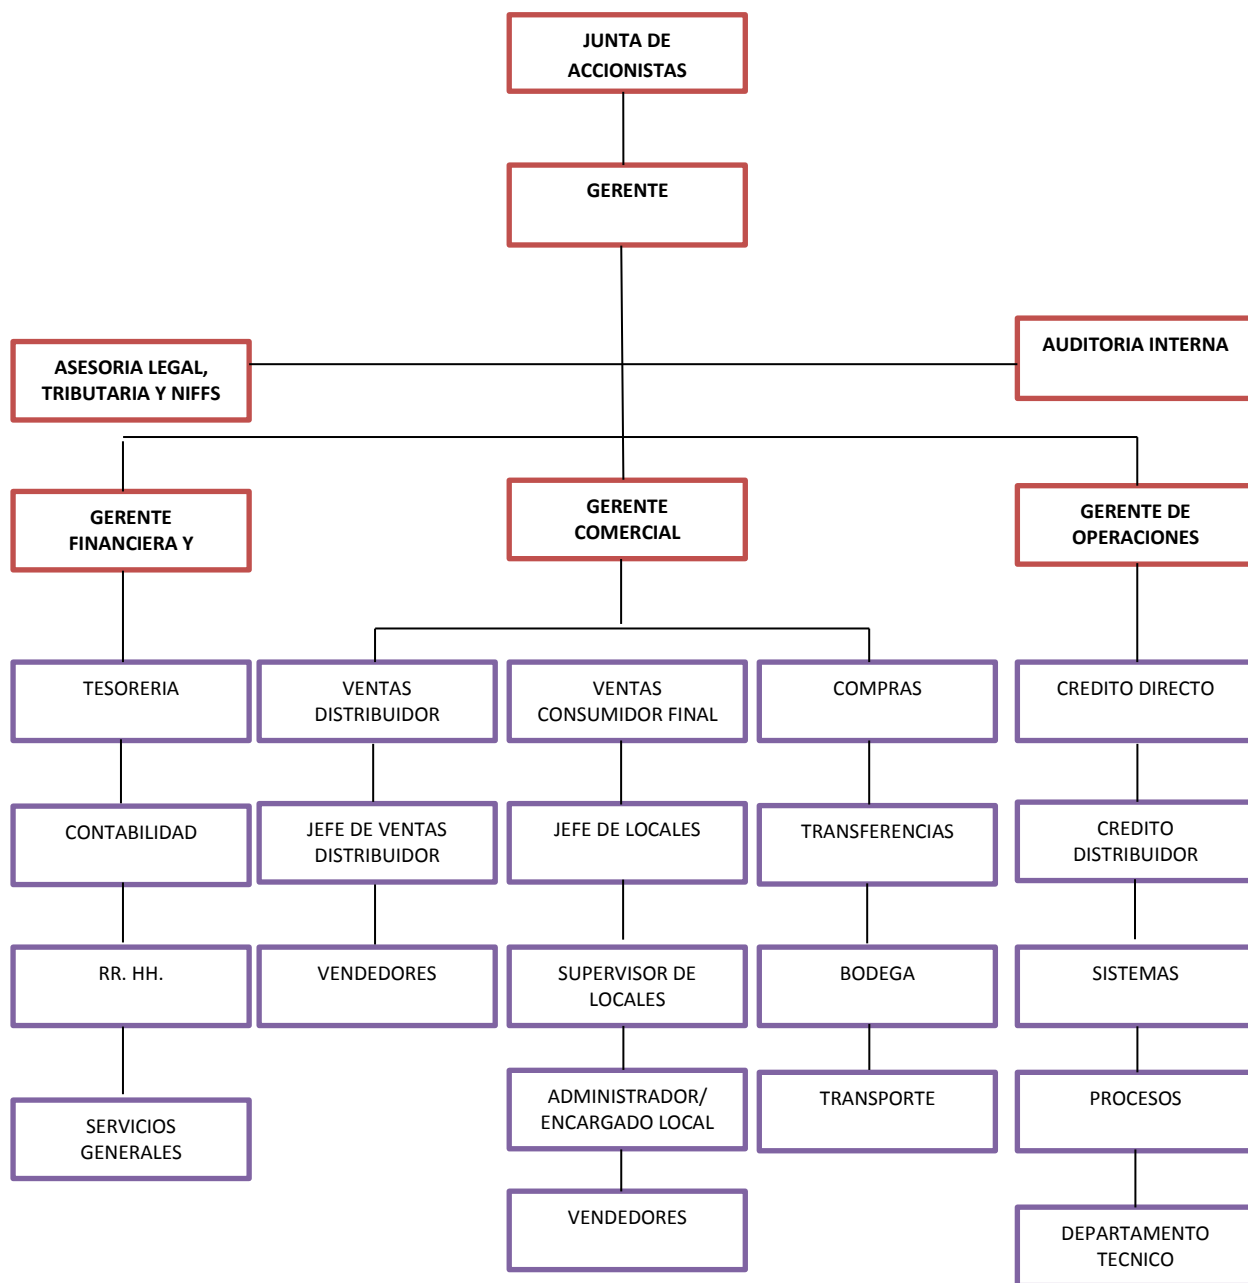 JUNTA DE
ACCIONISTAS
GERENTE
ASESORIA LEGAL,
TRIBUTARIA Y NIFFS
AUDITORIA INTERNA
GERENTE
FINANCIERA Y
GERENTE
COMERCIAL
GERENTE DE
OPERACIONES
TESORERIA
VENTAS
DISTRIBUIDOR
VENTAS
CONSUMIDOR FINAL
COMPRAS
CREDITO DIRECTO
CONTABILIDAD
JEFE DE VENTAS
DISTRIBUIDOR
JEFE DE LOCALES
TRANSFERENCIAS
CREDITO
DISTRIBUIDOR
RR. HH.
VENDEDORES
SUPERVISOR DE
LOCALES
BODEGA
SISTEMAS
SERVICIOS
GENERALES
ADMINISTRADOR/
ENCARGADO LOCAL
TRANSPORTE
PROCESOS
VENDEDORES
DEPARTAMENTO
TECNICO